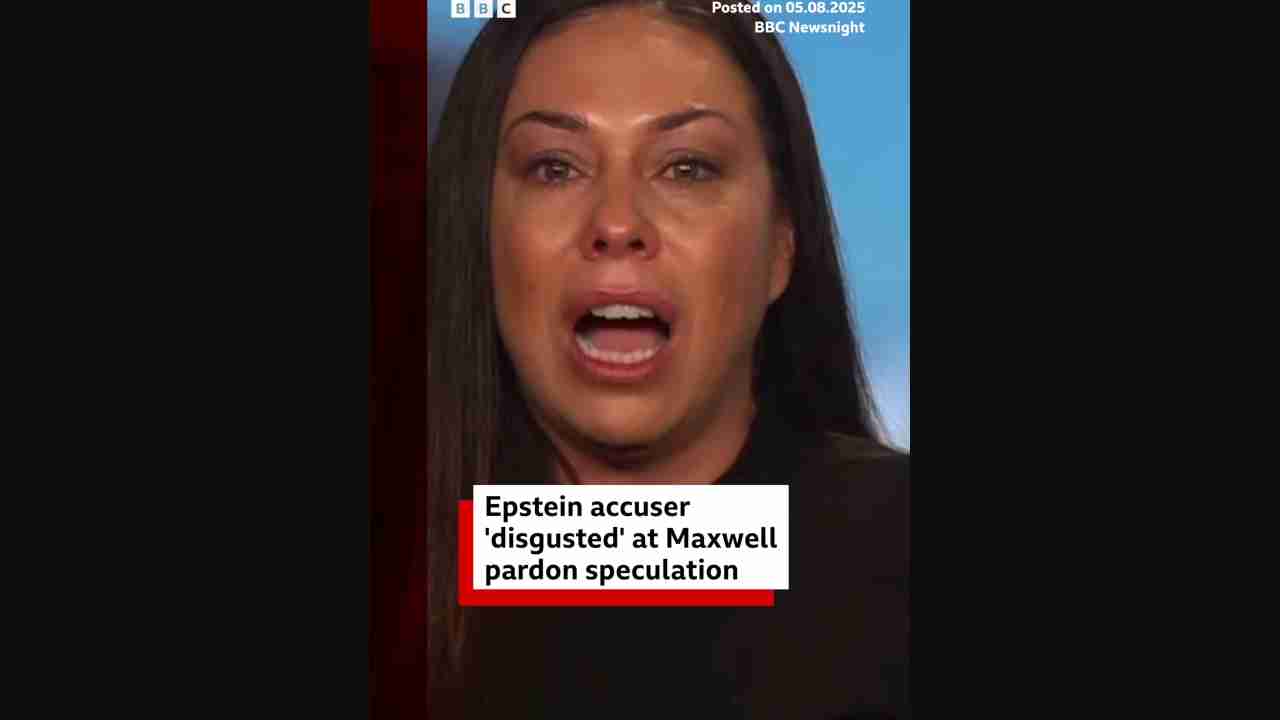 BBC
Posted on 05.08.2025
BBC Newsnight
Epstein accuser
'disgusted' at Maxwell
pardon speculation